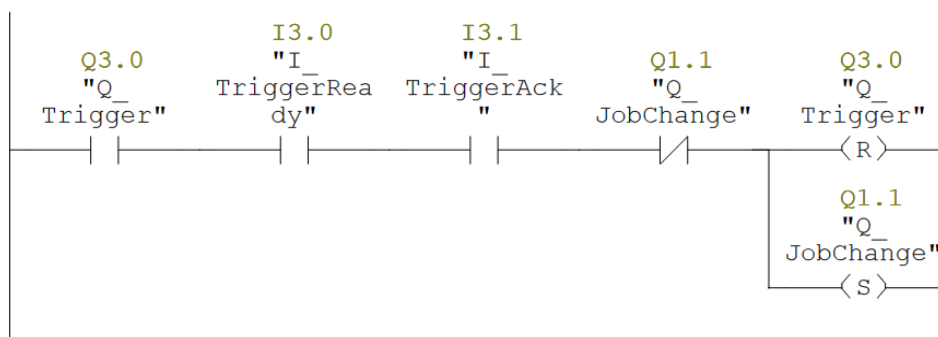 Q3.0
"Q_
Trigger"
I3.0
"I_
TriggerRea
dy"
I3.1
"I_
TriggerAck
"
Q1.1
"Q_
JobChange"
Q3.0
"Q_
Trigger"
R
Q1.1
"Q_
JobChange"
S